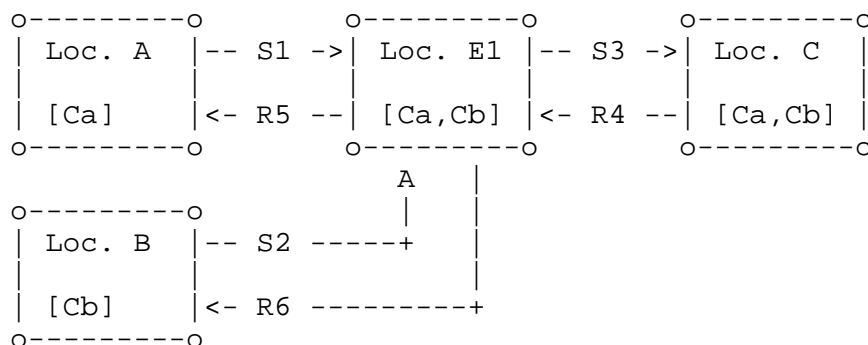 o---------o         o---------o         o---------o
|  Loc. A  |-- S1 ->|  Loc. E1  |-- S3 ->|  Loc. C  |
|  [Ca]  |<- R5 --|  [Ca,Cb]  |<- R4 --|  [Ca,Cb]  |
o---------o         o---------o         o---------o
A    |
o---------o              |    |
|  Loc. B  |-- S2 -----+    |
|  [Cb]  |<- R6 ---------+
o---------o